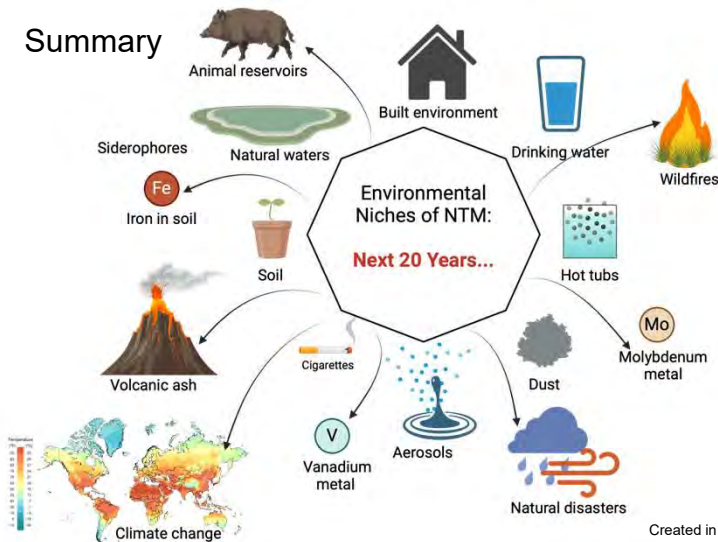 Summary
Animal reservoirs
Built environment
Drinking water
Wildfires
Siderophores
Natural waters
Fe
Iron in soil
Soil
Environmental
Niches of NTM:
Next 20 Years...
Hot tubs
Mo
Molybdenum
metal
Volcanic ash
Cigarettes
Dust
V
Vanadium
metal
Aerosols
Natural disasters
Climate change
Created in